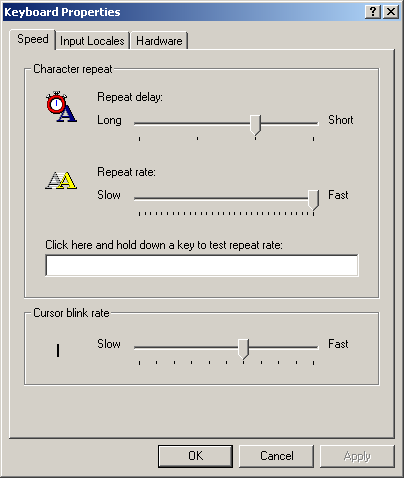 Keyboard Properties
Speed Input Locales Hardware
Character repeat
Repeat delay:
Long Short
Repeat rate:
Slow Fast
Click here and hold down a key to test repeat rate:
Cursor blink rate
Slow Fast
OK Cancel Apply